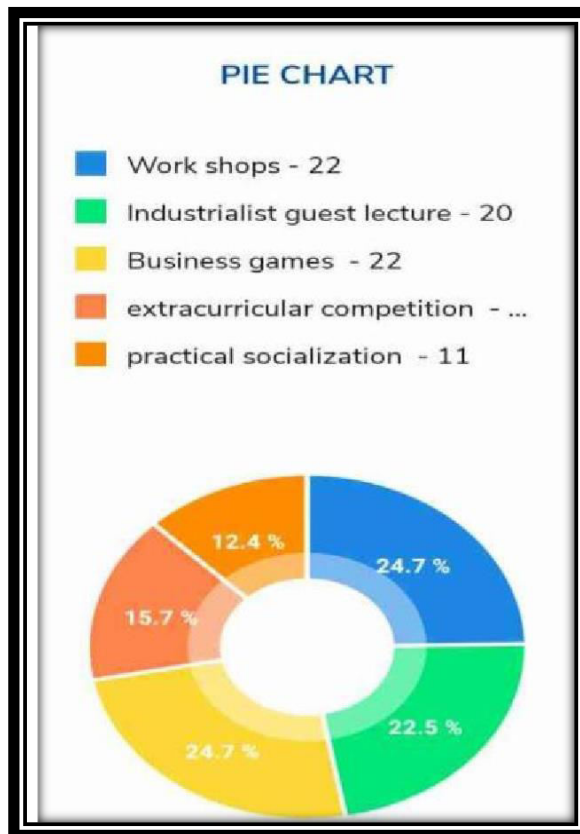 PIE CHART
Work shops - 22
Industrialist guest lecture - 20
Business games - 22
extracurricular competition - ...
practical socialization - 11
12.4 %
24.7 %
15.7 %
22.5 %
24.7 %